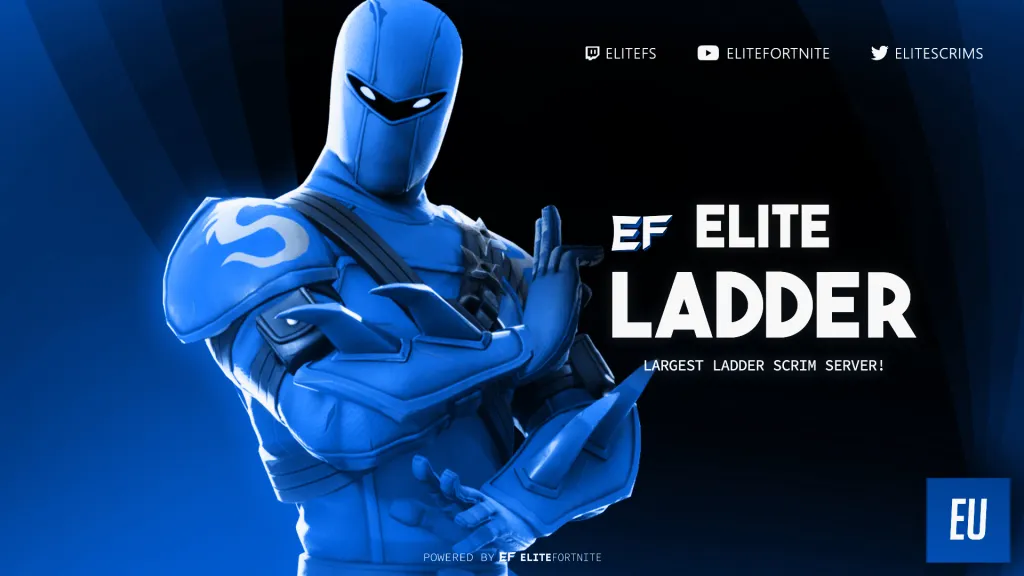 ELITEFS ELITEFORTNITE ELITESCRIMS
EF ELITE
LADDER
LARGEST LADDER SCRIM SERVER!
EU
POWERED BY EF ELITEFORTNITE